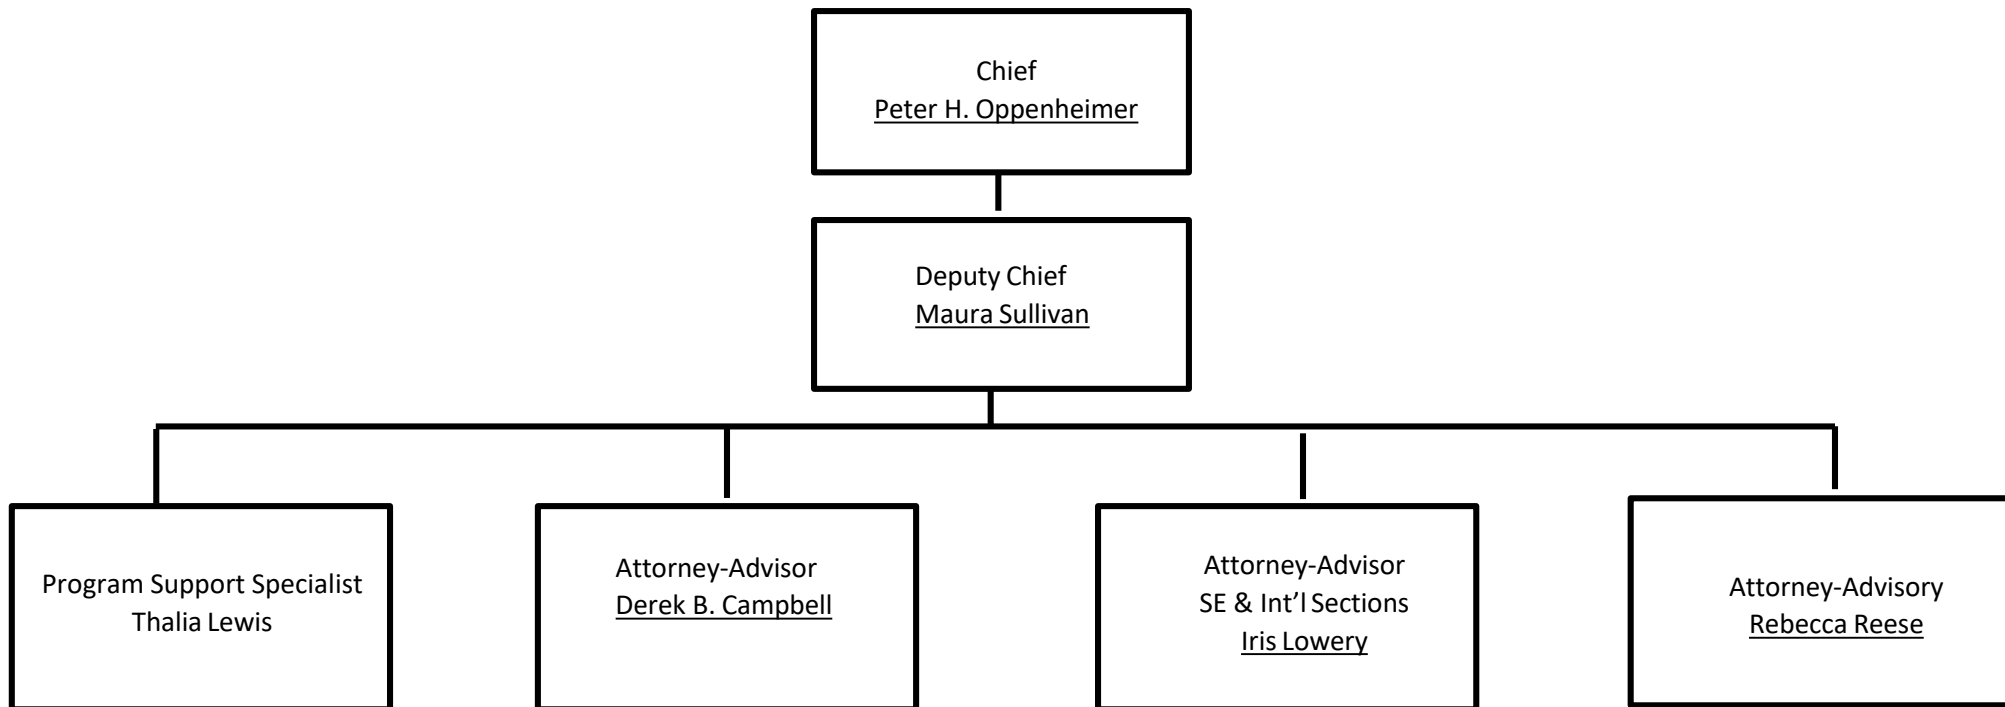 Chief
Peter H. Oppenheimer
Deputy Chief
Maura Sullivan
Program Support Specialist
Thalia Lewis
Attorney-Advisor
Derek B. Campbell
Attorney-Advisor
SE & Int’l Sections
Iris Lowery
Attorney-Advisory
Rebecca Reese